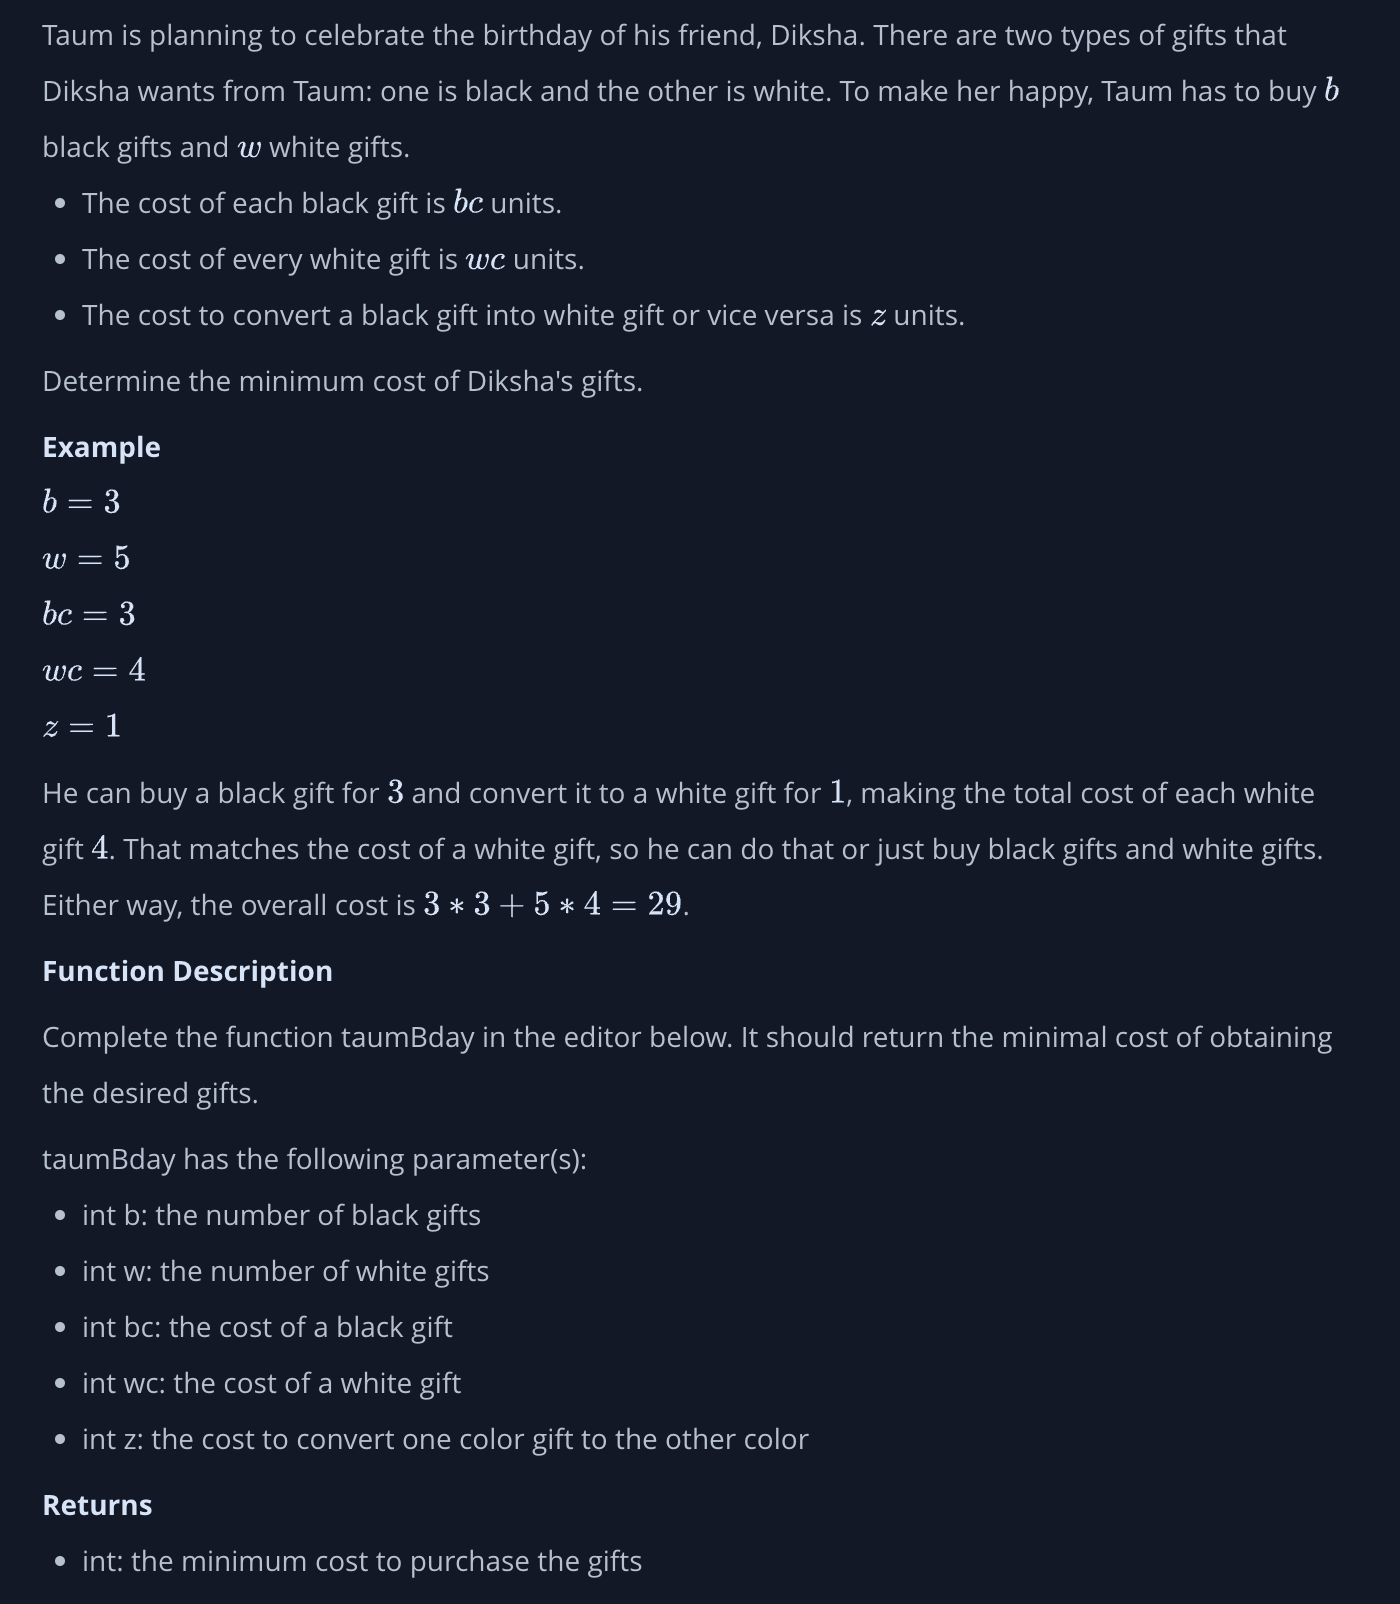 Taum is planning to celebrate the birthday of his friend, Diksha. There are two types of gifts that
Diksha wants from Taum: one is black and the other is white. To make her happy, Taum has to buy b
black gifts and w white gifts.
• The cost of each black gift is bc units.
• The cost of every white gift is wc units.
• The cost to convert a black gift into white gift or vice versa is z units.
Determine the minimum cost of Diksha's gifts.
Example
b = 3
w = 5
bc = 3
wc = 4
z = 1
He can buy a black gift for 3 and convert it to a white gift for 1, making the total cost of each white
gift 4. That matches the cost of a white gift, so he can do that or just buy black gifts and white gifts.
Either way, the overall cost is 3 * 3 + 5 * 4 = 29.
Function Description
Complete the function taumBday in the editor below. It should return the minimal cost of obtaining
the desired gifts.
taumBday has the following parameter(s):
• int b: the number of black gifts
• int w: the number of white gifts
• int bc: the cost of a black gift
• int wc: the cost of a white gift
• int z: the cost to convert one color gift to the other color
Returns
• int: the minimum cost to purchase the gifts